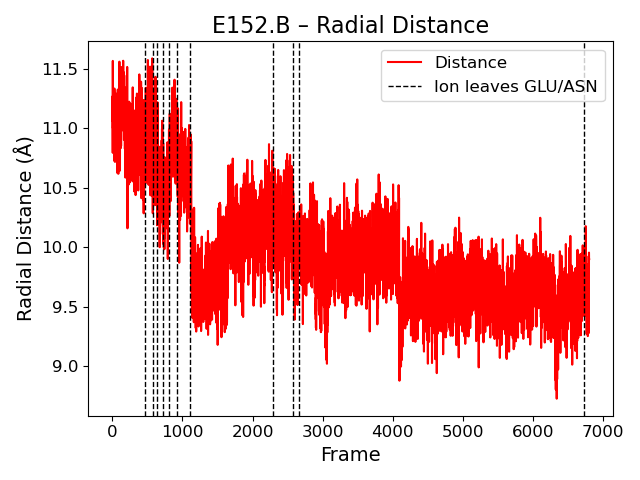 E152.B – Radial Distance
Distance
Ion leaves GLU/ASN
Radial Distance (Å)
11.5
11.0
10.5
10.0
9.5
9.0
0 1000 2000 3000 4000 5000 6000 7000
Frame